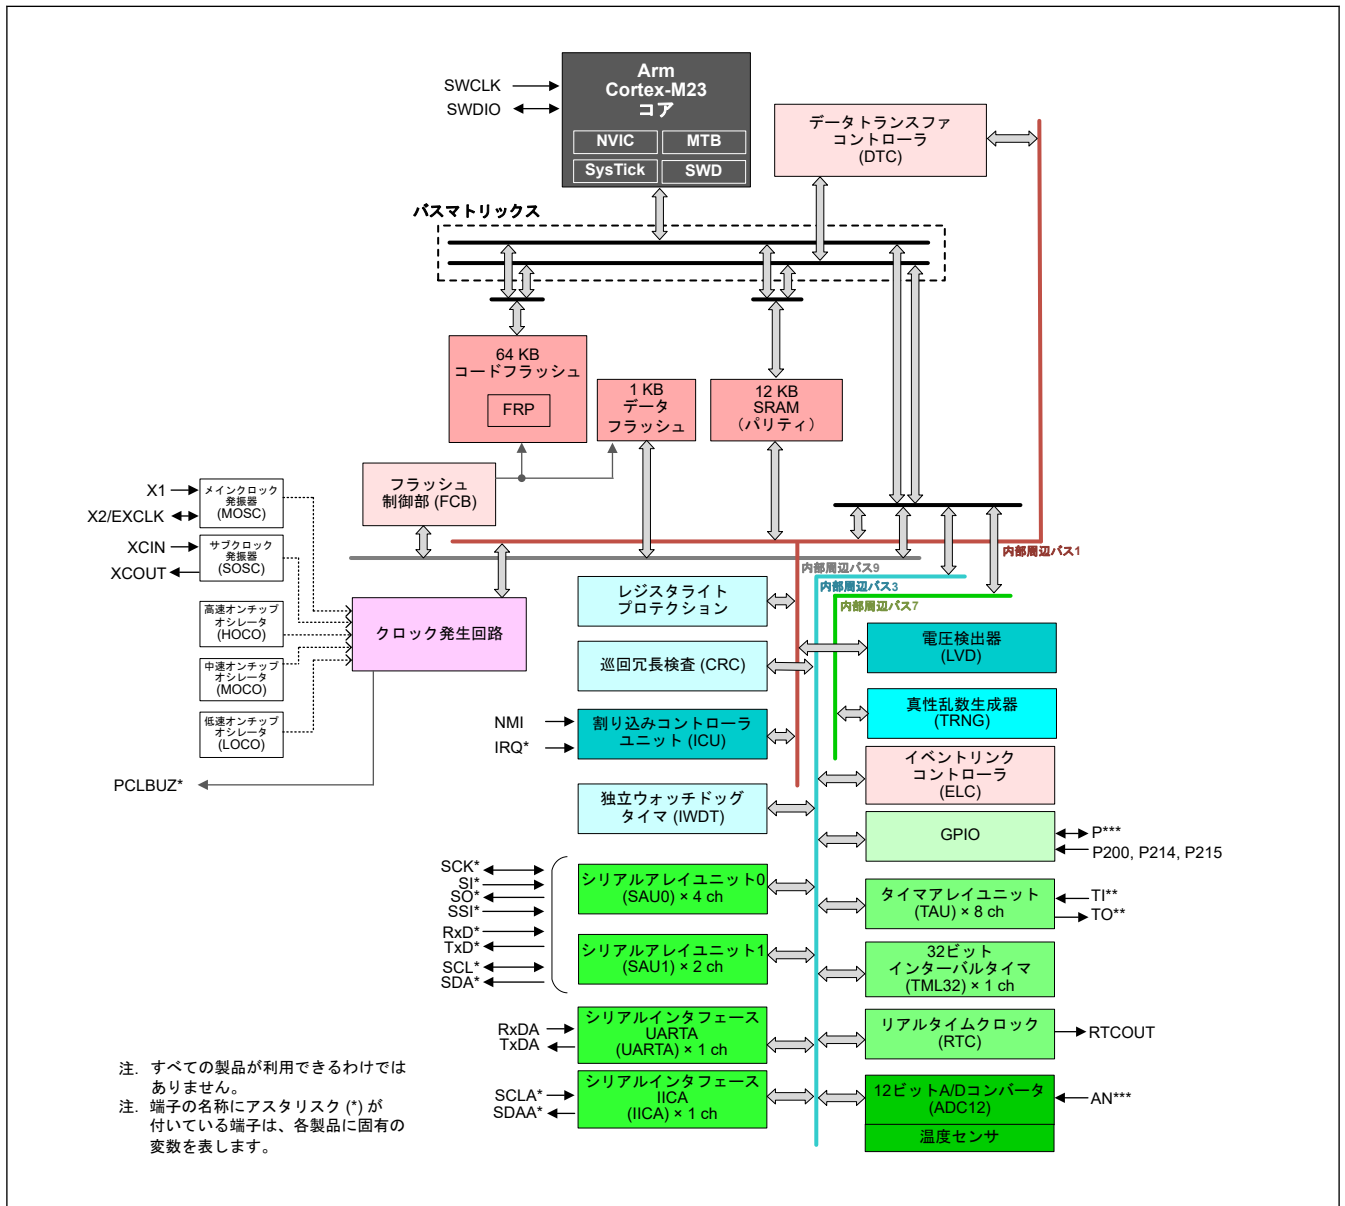 Arm
Cortex-M23
コア
NVIC
MTB
SysTick
SWD
SWCLK
SWDIO
データトランスファ
コントローラ
(DTC)
バスマトリックス
64 KB
コードフラッシュ
FRP
1 KB
データ
フラッシュ
12 KB
SRAM
（パリティ）
フラッシュ
制御部 (FCB)
X1
X2/EXCLK
メインクロック
発振器
(MOSC)
XCIN
XCOUT
サブクロック
発振器
(SOSC)
高速オンチップ
オシレータ
(HOCO)
中速オンチップ
オシレータ
(MOCO)
低速オンチップ
オシレータ
(LOCO)
クロック発生回路
PCLBUZ*
内部周辺バス1
内部周辺バス9
内部周辺バス3
内部周辺バス7
レジスタライト
プロテクション
巡回冗長検査 (CRC)
NMI
IRQ*
割り込みコントローラ
ユニット (ICU)
独立ウォッチドッグ
タイマ (IWDT)
SCK*
SI*
SO*
SSI*
RxD*
TxD*
SCL*
SDA*
シリアルアレイユニット0
(SAU0) × 4 ch
シリアルアレイユニット1
(SAU1) × 2 ch
RxDA
TxDA
シリアルインタフェース
UARTA
(UARTA) × 1 ch
SCLA*
SDAA*
シリアルインタフェース
IICA
(IICA) × 1 ch
電圧検出器
(LVD)
真性乱数生成器
(TRNG)
イベントリンク
コントローラ
(ELC)
GPIO
P***
P200, P214, P215
タイマアレイユニット
(TAU) × 8 ch
TI**
TO**
32ビット
インターバルタイマ
(TML32) × 1 ch
リアルタイムクロック
(RTC)
RTCOUT
12ビットA/Dコンバータ
(ADC12)
AN***
温度センサ
注. すべての製品が利用できるわけでは
ありません。
注. 端子の名称にアスタリスク (*) が
付いている端子は、各製品に固有の
変数を表します。